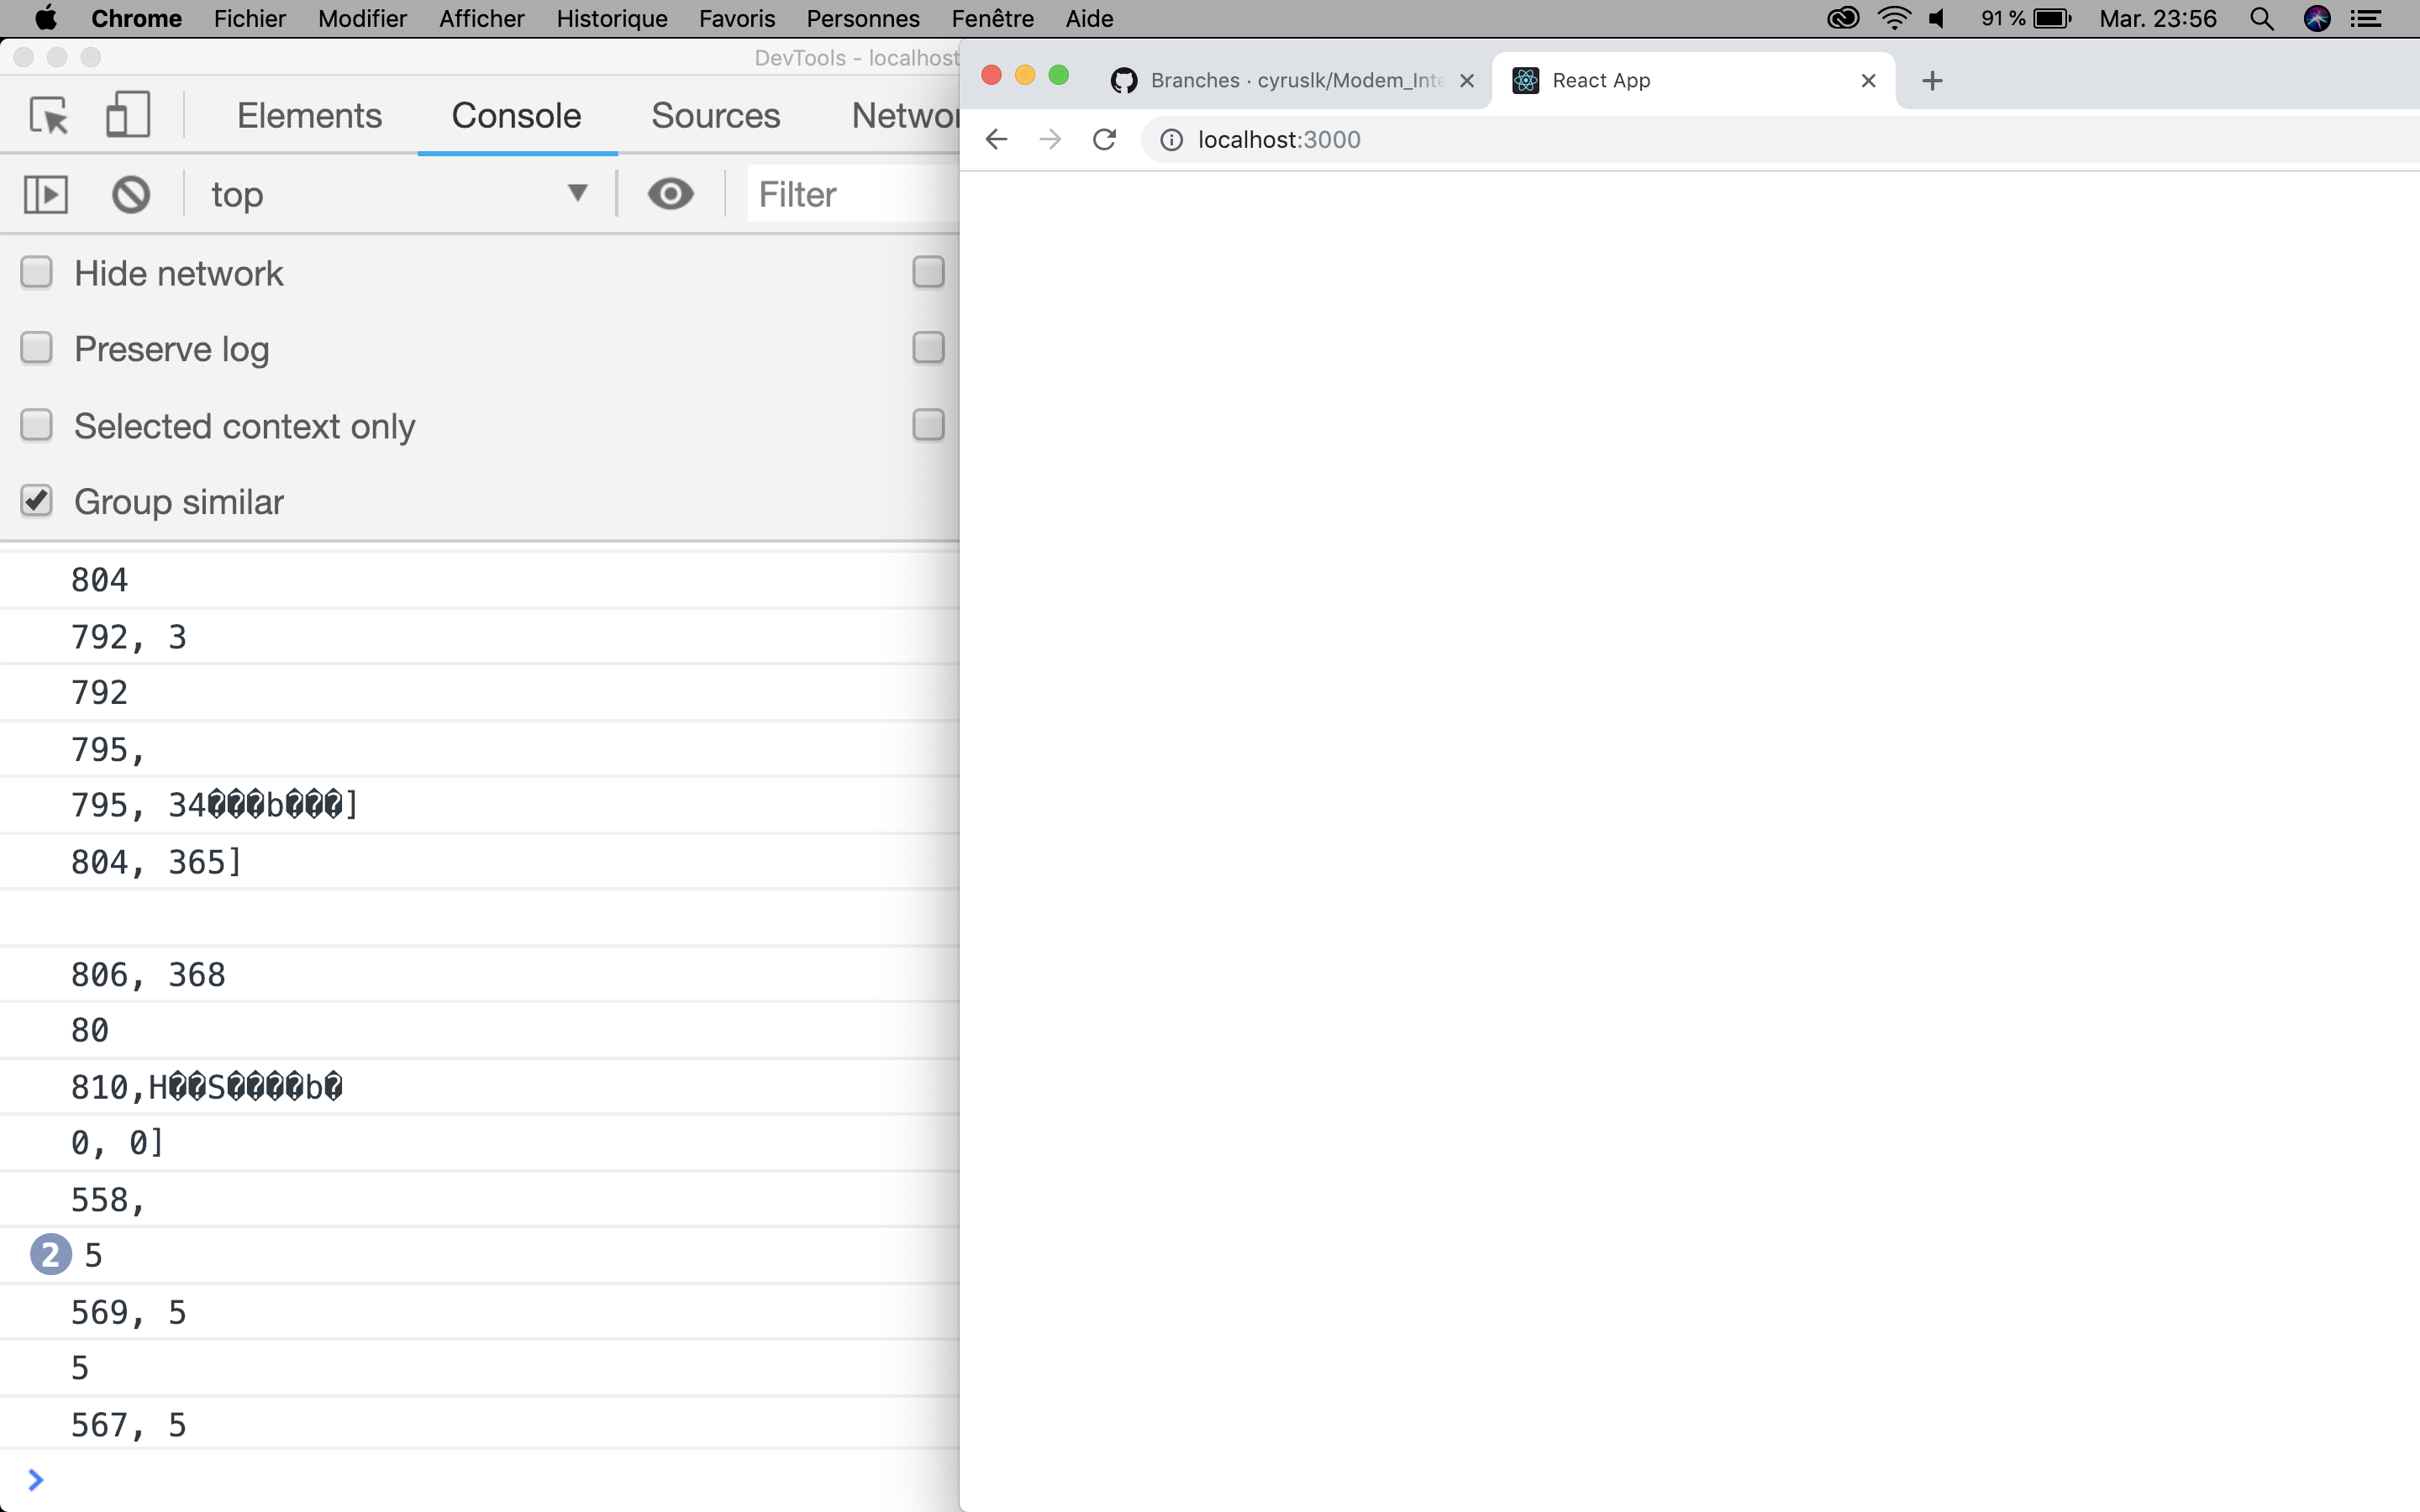 Chrome Fichier Modifier Afficher Historique Favoris Personnes Fenêtre Aide 91 % Mar. 23:56
DevTools - localhost
Branches · cyruslk/Modem_Inte React App
Elements Console Sources Networ
localhost:3000
top Filter
Hide network
Preserve log
Selected context only
Group similar
804
792, 3
792
795,
795, 34���b���]
804, 365]
806, 368
80
810,H��S����b�
0, 0]
558,
2 5
569, 5
5
567, 5